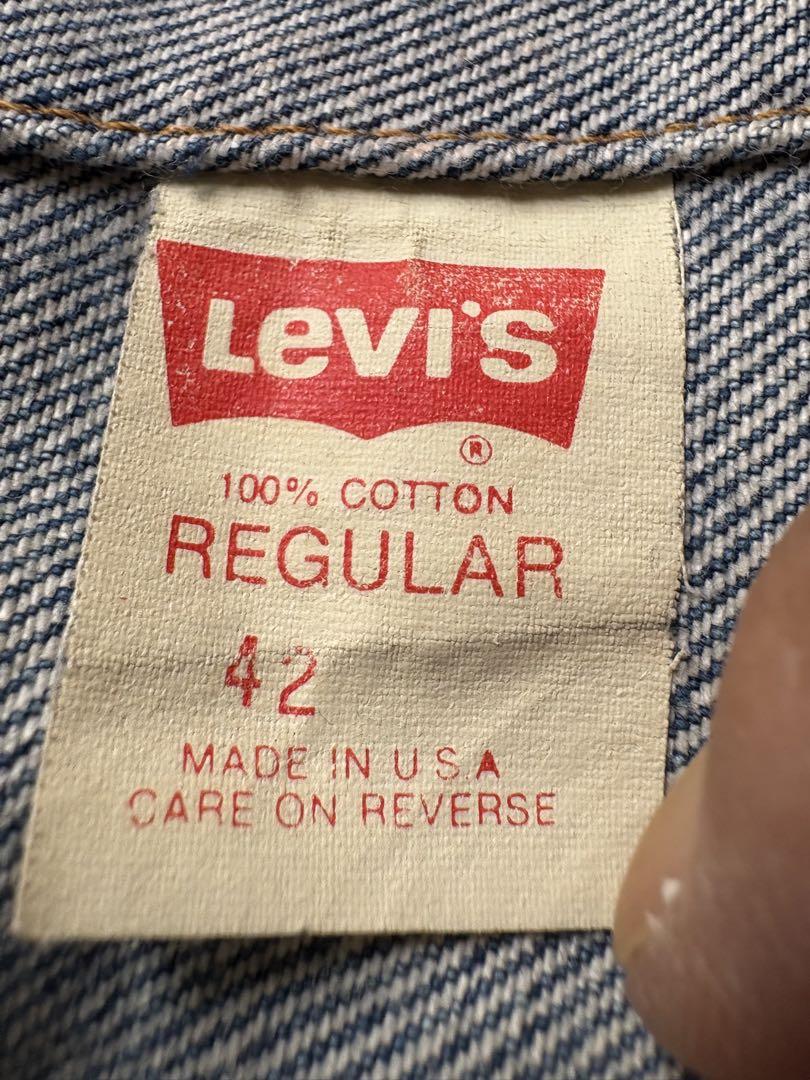 Levi's
®
100% COTTON
REGULAR
42
MADE IN U.S.A
CARE ON REVERSE